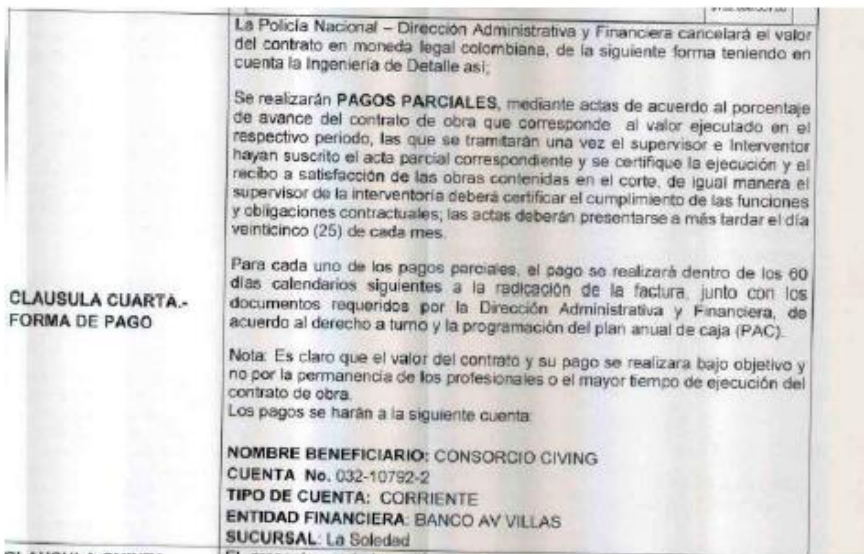 La Policía Nacional – Dirección Administrativa y Financiera cancelará el valor
del contrato en moneda legal colombiana, de la siguiente forma teniendo en
cuenta la Ingeniería de Detalle así;
Se realizarán PAGOS PARCIALES, mediante actas de acuerdo al porcentaje
de avance del contrato de obra que corresponde al valor ejecutado en el
respectivo periodo, las que se tramitarán una vez el supervisor e Interventor
hayan suscrito el acta parcial correspondiente y se certifique la ejecución y el
recibo a satisfacción de las obras contenidas en el corte, de igual manera el
supervisor de la interventoría deberá certificar el cumplimiento de las funciones
y obligaciones contractuales; las actas deberán presentarse a más tardar el día
veinticinco (25) de cada mes.
Para cada uno de los pagos parciales, el pago se realizará dentro de los 60
días calendarios siguientes a la radicación de la factura, junto con los
documentos requeridos por la Dirección Administrativa y Financiera, de
acuerdo al derecho a turno y la programación del plan anual de caja (PAC).
CLAUSULA CUARTA.-
FORMA DE PAGO
Nota: Es claro que el valor del contrato y su pago se realizara bajo objetivo y
no por la permanencia de los profesionales o el mayor tiempo de ejecución del
contrato de obra.
Los pagos se harán a la siguiente cuenta:
NOMBRE BENEFICIARIO: CONSORCIO CIVING
CUENTA No. 032-10792-2
TIPO DE CUENTA: CORRIENTE
ENTIDAD FINANCIERA: BANCO AV VILLAS
SUCURSAL: La Soledad